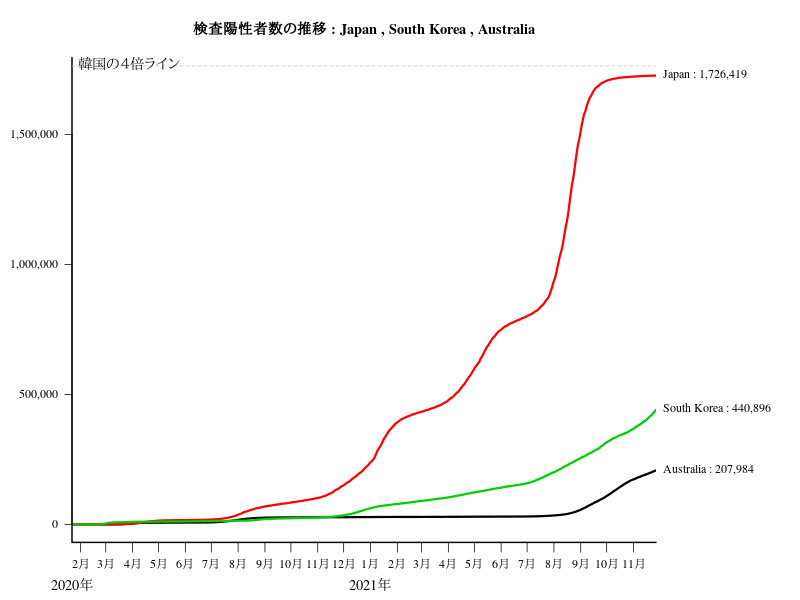 検査陽性者数の推移 : Japan , South Korea , Australia
韓国の４倍ライン
Japan : 1,726,419
1,500,000
1,000,000
500,000
South Korea : 440,896
Australia : 207,984
0
2月 3月 4月 5月 6月 7月 8月 9月 10月 11月 12月 1月 2月 3月 4月 5月 6月 7月 8月 9月 10月 11月
2020年 2021年